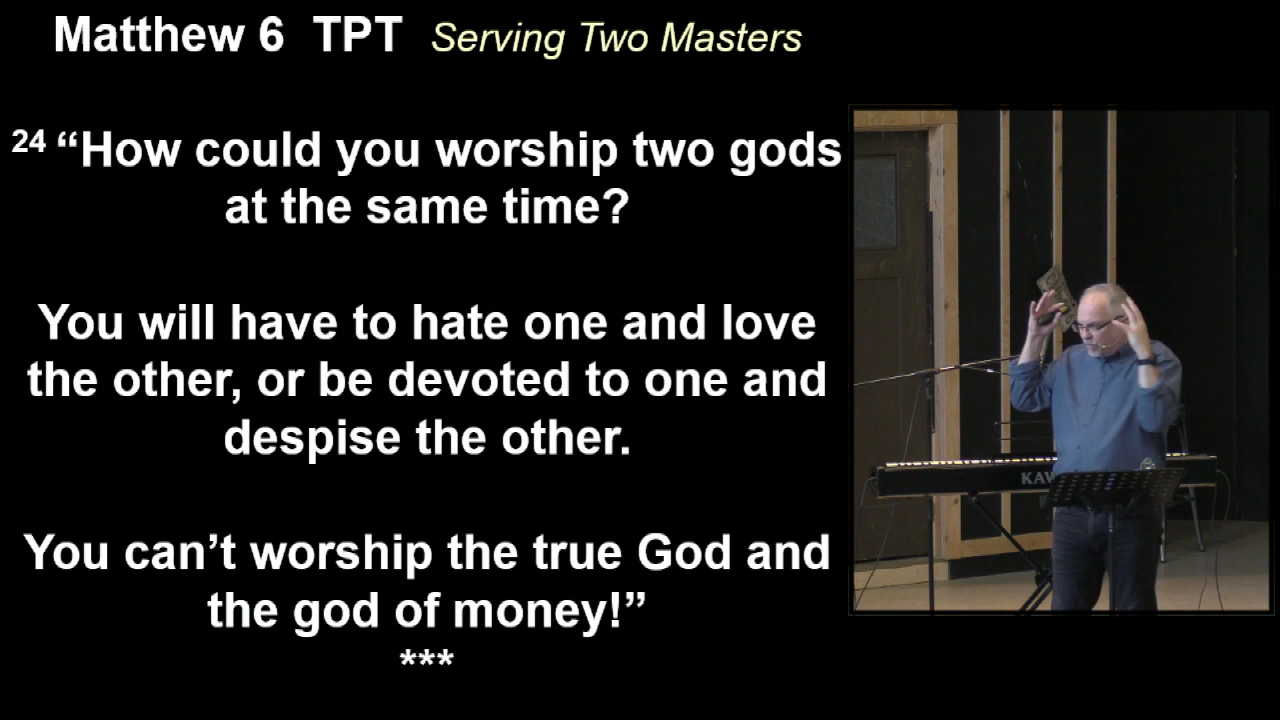 Matthew 6 TPT Serving Two Masters
24 “How could you worship two gods
at the same time?
You will have to hate one and love
the other, or be devoted to one and
despise the other.
You can’t worship the true God and
the god of money!”
***
KAW